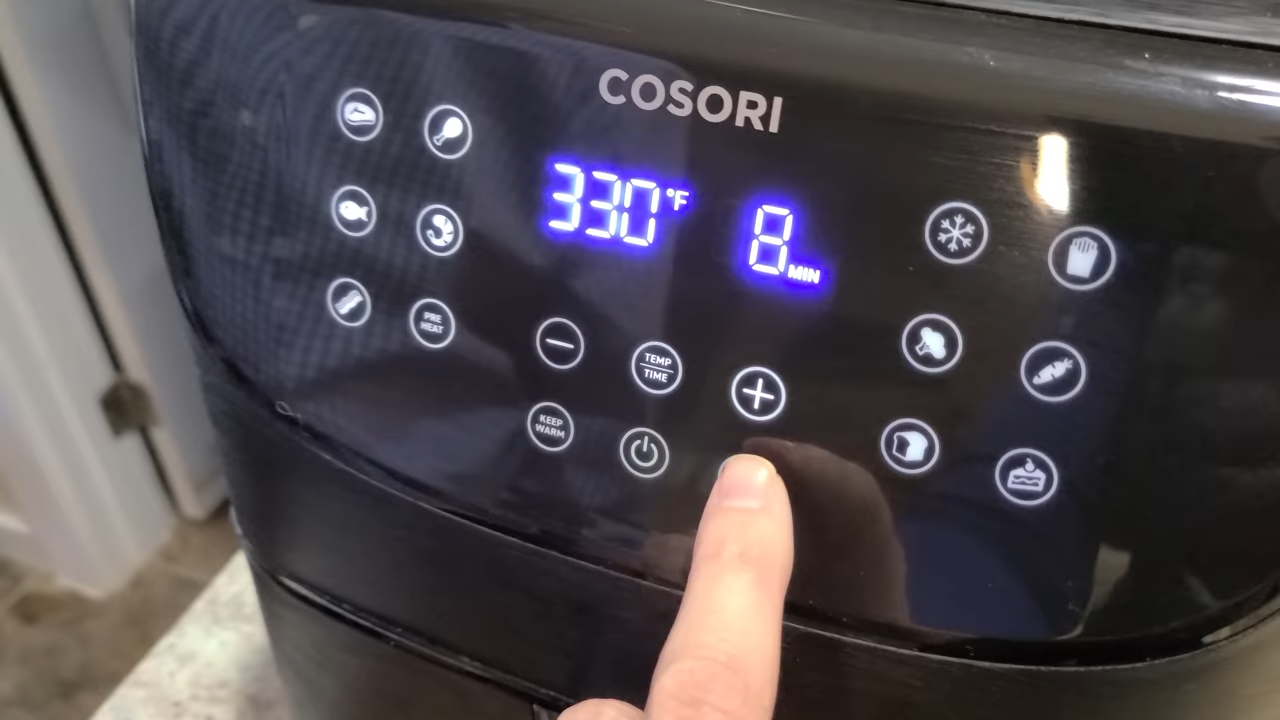 COSORI
330°F
8 MIN
PRE
HEAT
TEMP
TIME
KEEP
WARM